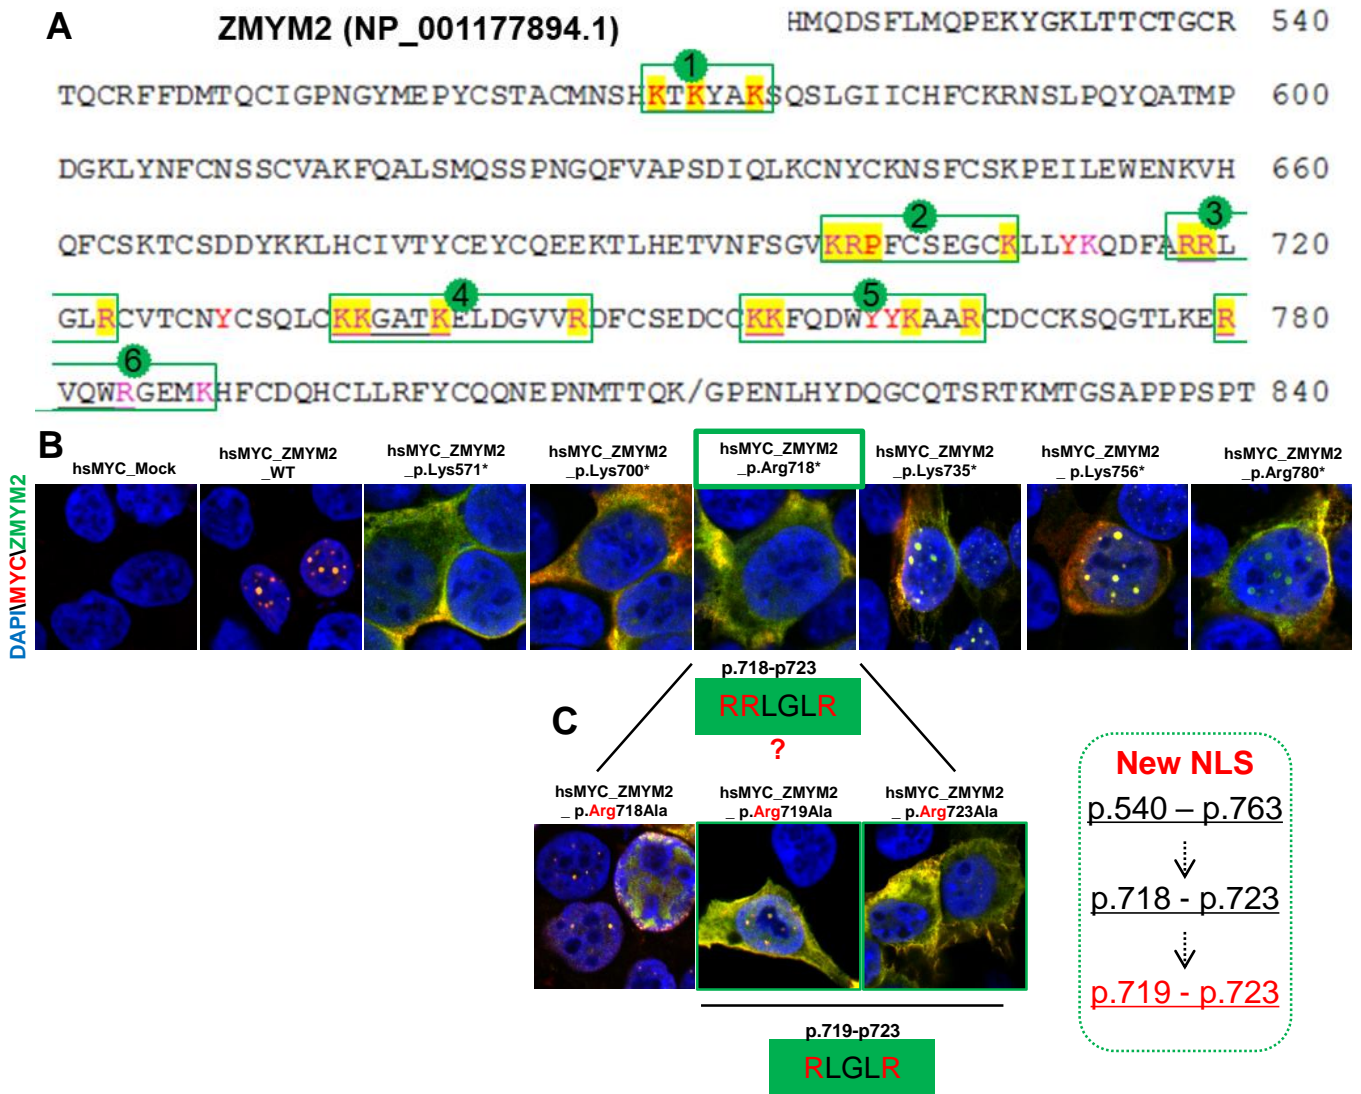 A
ZMYM2 (NP_001177894.1)
HMQDSFLMQPEKYGKLTTCTGCR 540
1
TQCRFFDMTQCIGPNGYMEPYCSTACMNSHKTKYAKSQSLGIICHFCKRNSLPQYQATMP 600
DGKLYNFCNSSCVAKFQALSMQSSPNGQFVAPSDIQLKCNYCKNSFCSKPEILEWENKVH 660
2 3
QFCSKTCSDDYKKLHCIVTYCEYCQEEKTLHETVNFSGVKRPFCSEGCKLLYKQDFARRL 720
4 5
GLRCVTCNYCSQLCKKGATKELDGVVRDFCSEDCCKKFQDWYYKAARCDCCKSQGTLKER 780
6
VQWRGEMKHFCDQHCLLRFYCQQNEPNMTTQK/GPENLHYDQGCQTSRTKMTGSAPPPSPT 840
B
hsMYC_Mock
hsMYC_ZMYM2
_WT
hsMYC_ZMYM2
_p.Lys571*
hsMYC_ZMYM2
_p.Lys700*
hsMYC_ZMYM2
_p.Arg718*
hsMYC_ZMYM2
_p.Lys735*
hsMYC_ZMYM2
_ p.Lys756*
hsMYC_ZMYM2
_p.Arg780*
DAPI\MYC\ZMYM2
p.718-p723
RRLGLR
?
C
hsMYC_ZMYM2
_ p.Arg718Ala
hsMYC_ZMYM2
_ p.Arg719Ala
hsMYC_ZMYM2
_ p.Arg723Ala
p.719-p723
RLGLR
New NLS
p.540 – p.763
p.718 - p.723
p.719 - p.723